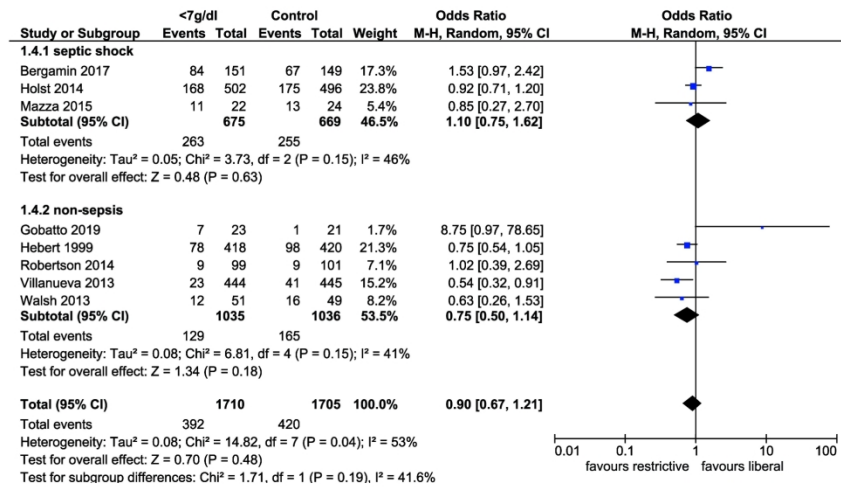 <7g/dl Control Odds Ratio Odds Ratio
Study or Subgroup Events Total Events Total Weight M-H, Random, 95% CI M-H, Random, 95% CI
1.4.1 septic shock
Bergamin 2017 84 151 67 149 17.3% 1.53 [0.97, 2.42]
Holst 2014 168 502 175 496 23.8% 0.92 [0.71, 1.20]
Mazza 2015 11 22 13 24 5.4% 0.85 [0.27, 2.70]
Subtotal (95% CI) 675 669 46.5% 1.10 [0.75, 1.62]
Total events 263 255
Heterogeneity: Tau² = 0.05; Chi² = 3.73, df = 2 (P = 0.15); I² = 46%
Test for overall effect: Z = 0.48 (P = 0.63)
1.4.2 non-sepsis
Gobatto 2019 7 23 1 21 1.7% 8.75 [0.97, 78.65]
Hebert 1999 78 418 98 420 21.3% 0.75 [0.54, 1.05]
Robertson 2014 9 99 9 101 7.1% 1.02 [0.39, 2.69]
Villanueva 2013 23 444 41 445 15.2% 0.54 [0.32, 0.91]
Walsh 2013 12 51 16 49 8.2% 0.63 [0.26, 1.53]
Subtotal (95% CI) 1035 1036 53.5% 0.75 [0.50, 1.14]
Total events 129 165
Heterogeneity: Tau² = 0.08; Chi² = 6.81, df = 4 (P = 0.15); I² = 41%
Test for overall effect: Z = 1.34 (P = 0.18)
Total (95% CI) 1710 1705 100.0% 0.90 [0.67, 1.21]
Total events 392 420
Heterogeneity: Tau² = 0.08; Chi² = 14.82, df = 7 (P = 0.04); I² = 53%
Test for overall effect: Z = 0.70 (P = 0.48)
Test for subgroup differences: Chi² = 1.71, df = 1 (P = 0.19), I² = 41.6%
0.01 0.1 1 10 100
favours restrictive favours liberal